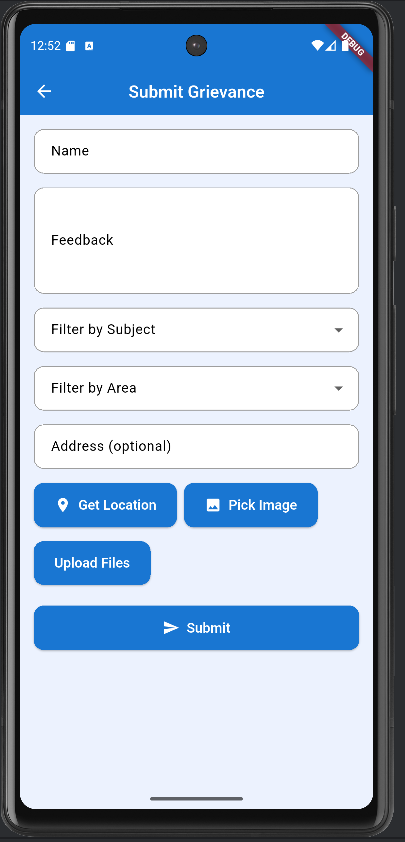 12:52
DEBUG
Submit Grievance
Name
Feedback
Filter by Subject
Filter by Area
Address (optional)
Get Location
Pick Image
Upload Files
Submit